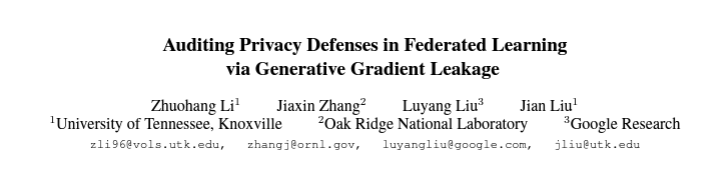 Auditing Privacy Defenses in Federated Learning
via Generative Gradient Leakage
Zhuohang Li¹ Jiaxin Zhang² Luyang Liu³ Jian Liu¹
¹University of Tennessee, Knoxville ²Oak Ridge National Laboratory ³Google Research
zli96@vols.utk.edu, zhangj@ornl.gov, luyangliu@google.com, jliu@utk.edu